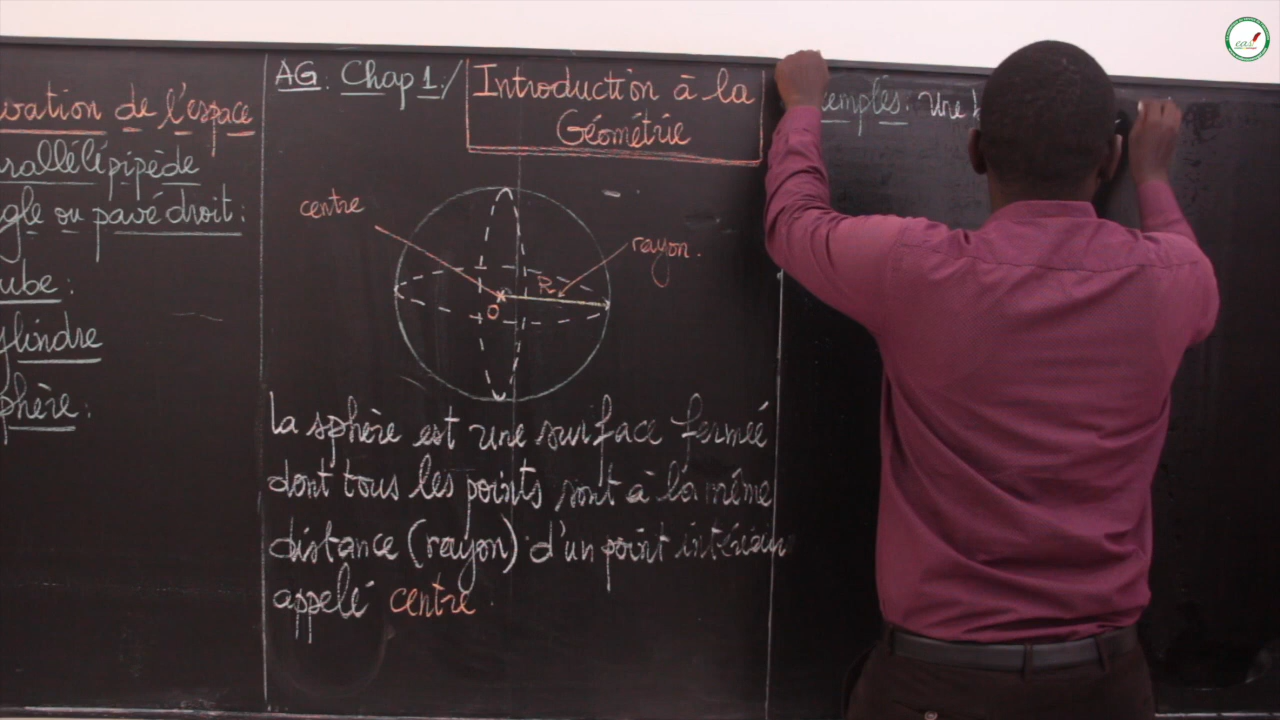 vation de l'espace
rallélépipède
gle ou pavé droit:
ube:
ylindre
phère:
AG: Chap 1:/
Introduction à la
Géométrie
centre
rayon.
R
O
La sphère est une surface fermée
dont tous les points sont à la même
distance (rayon) d'un point intérieur
appelé centre.
emples: Une
eas